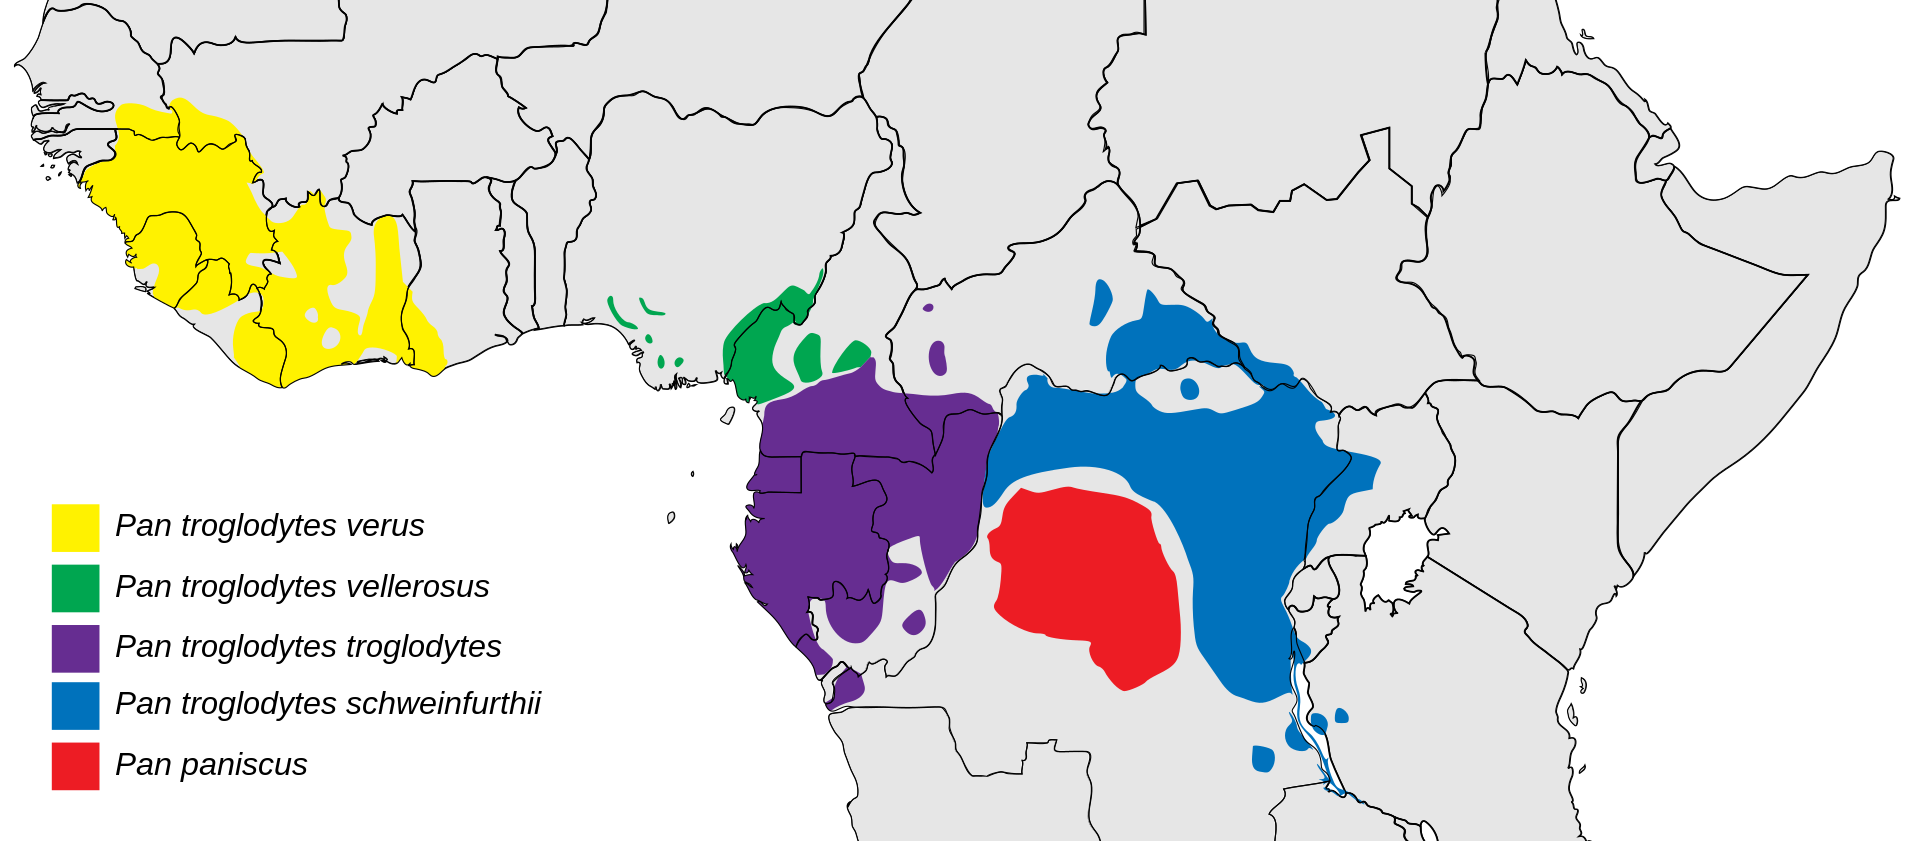 Pan troglodytes verus
Pan troglodytes vellerosus
Pan troglodytes troglodytes
Pan troglodytes schweinfurthii
Pan paniscus